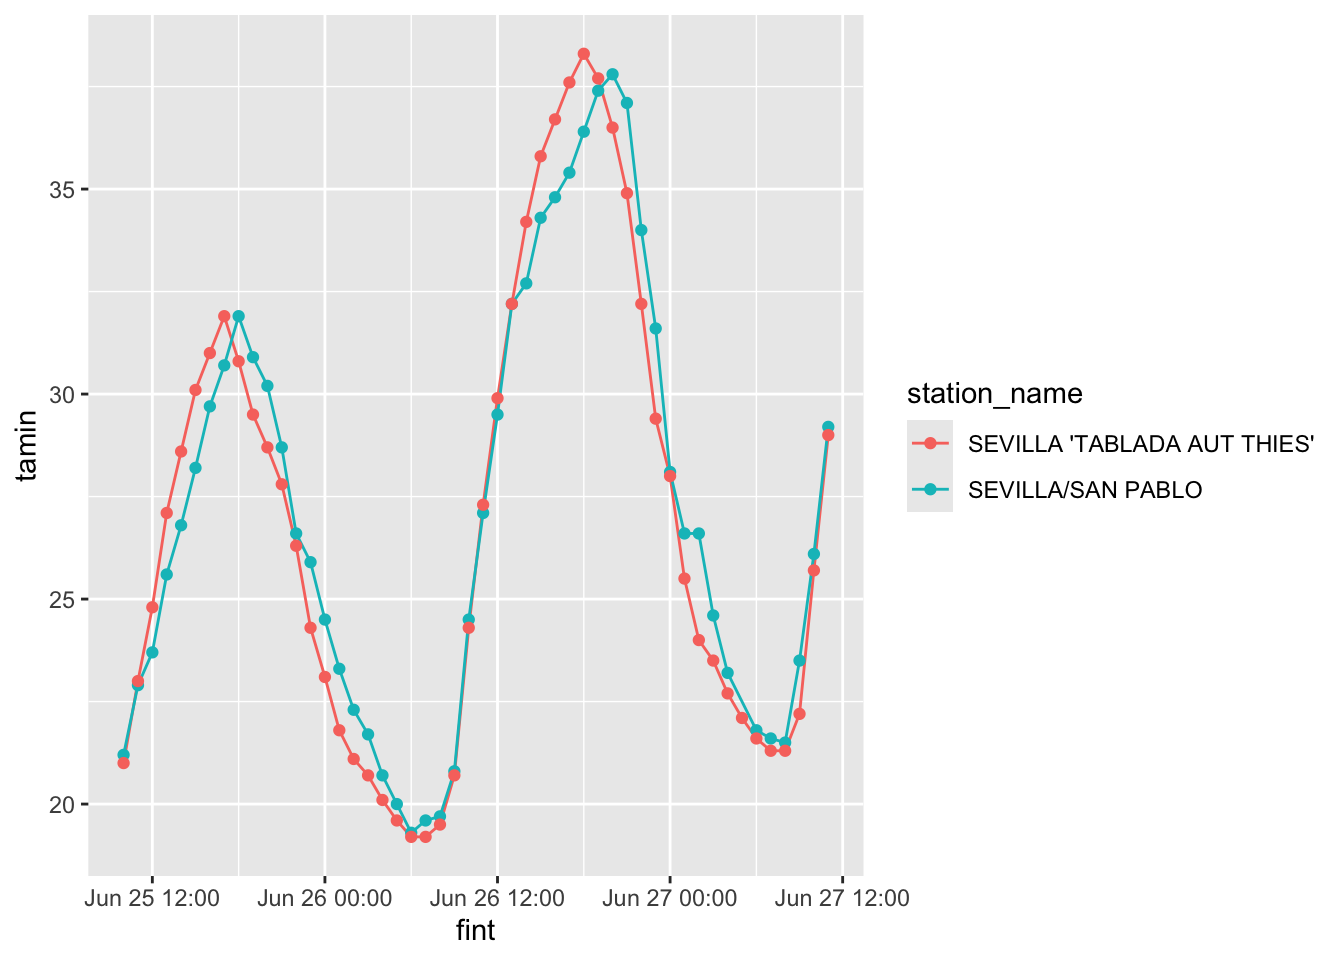 35
30
25
20
tamin
Jun 25 12:00
Jun 26 00:00
Jun 26 12:00
Jun 27 00:00
Jun 27 12:00
fint
station_name
SEVILLA 'TABLADA AUT THIES'
SEVILLA/SAN PABLO